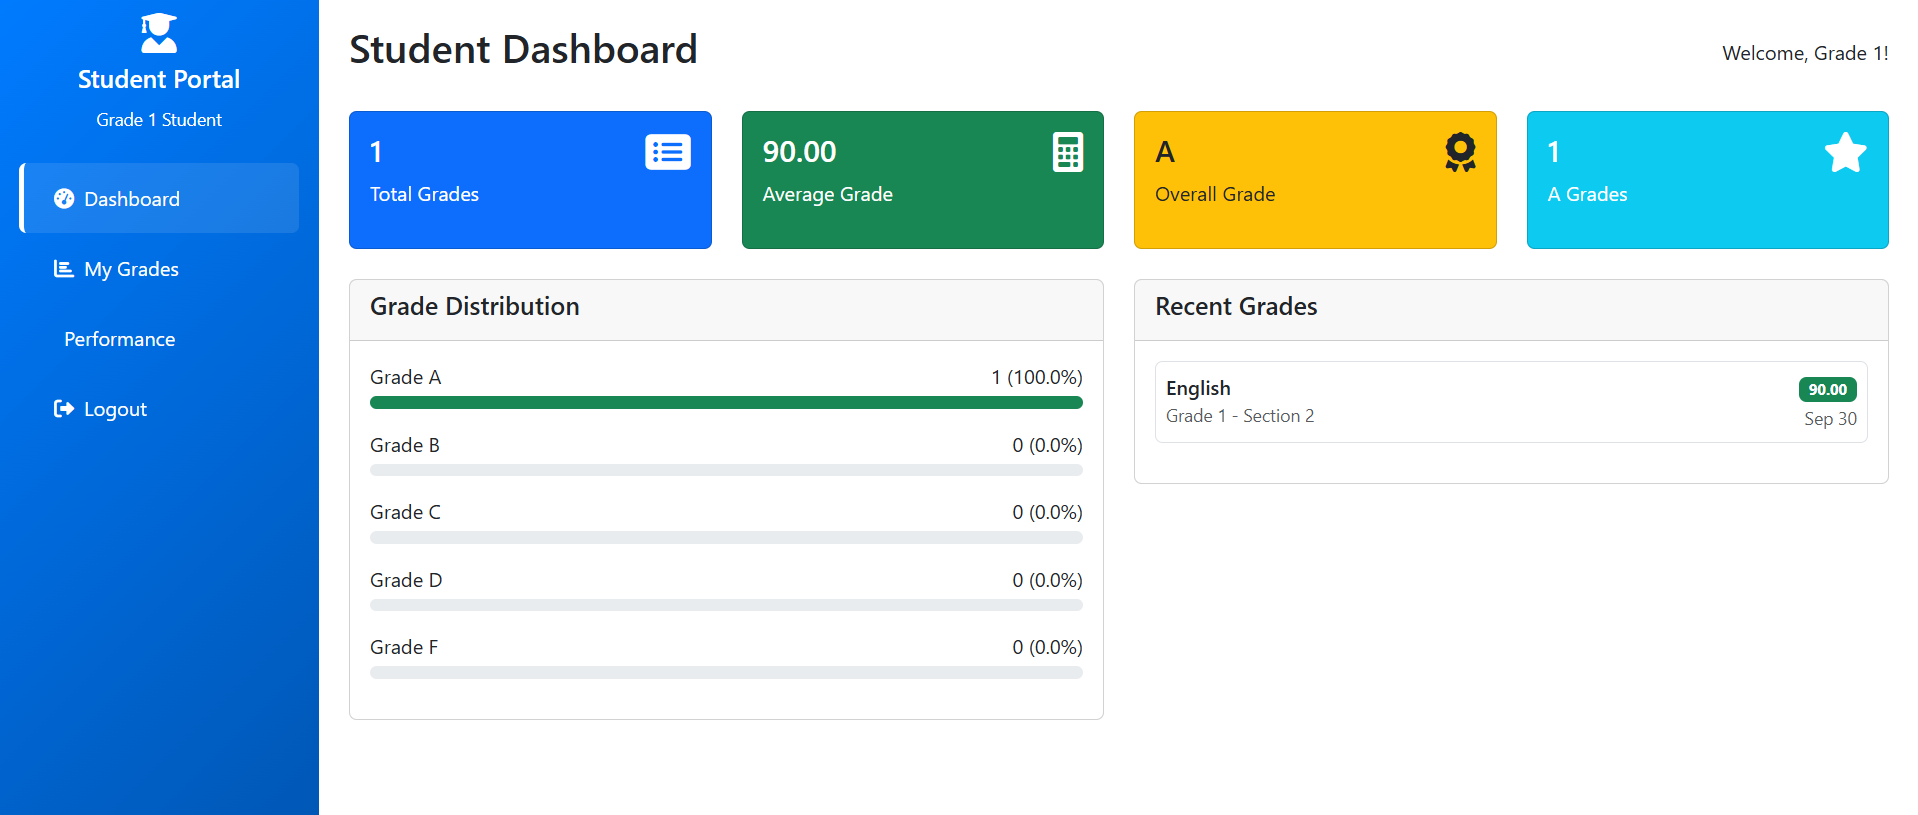 Student Portal
Grade 1 Student
Dashboard
My Grades
Performance
Logout
Student Dashboard
Welcome, Grade 1!
1
Total Grades
90.00
Average Grade
A
Overall Grade
1
A Grades
Grade Distribution
Grade A 1 (100.0%)
Grade B 0 (0.0%)
Grade C 0 (0.0%)
Grade D 0 (0.0%)
Grade F 0 (0.0%)
Recent Grades
English 90.00
Grade 1 - Section 2 Sep 30